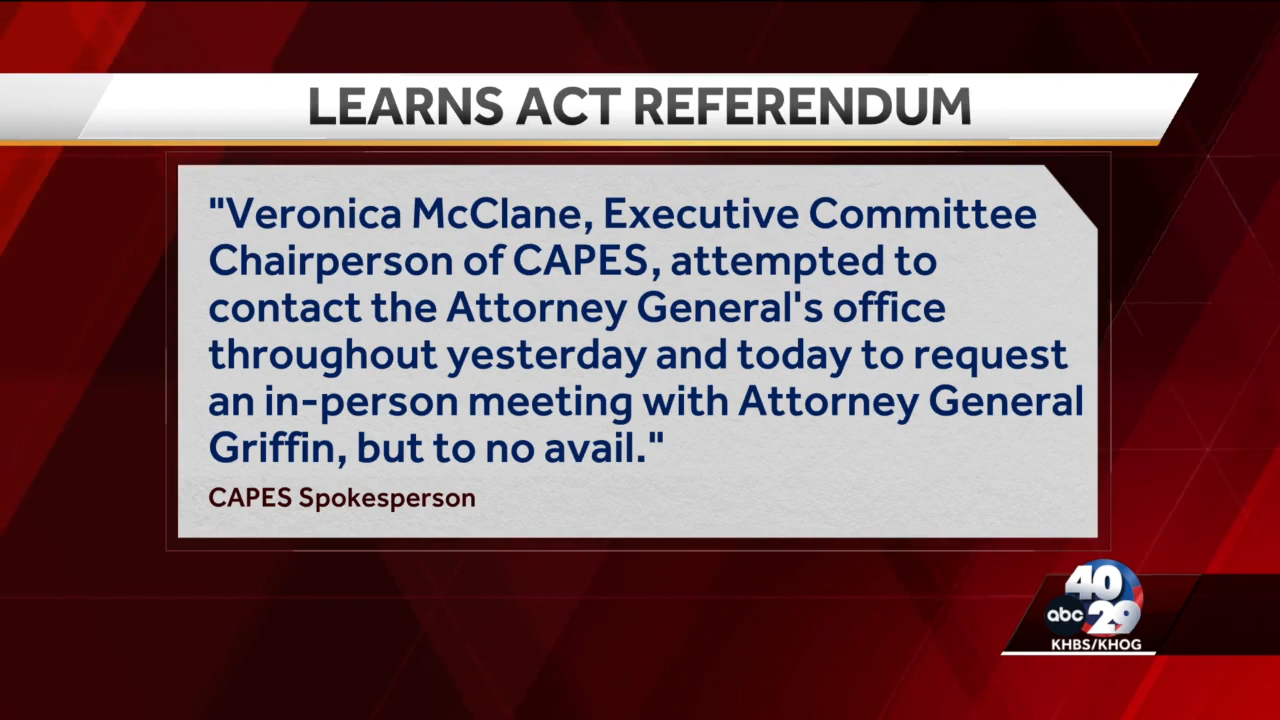 LEARNS ACT REFERENDUM
"Veronica McClane, Executive Committee
Chairperson of CAPES, attempted to
contact the Attorney General's office
throughout yesterday and today to request
an in-person meeting with Attorney General
Griffin, but to no avail."
CAPES Spokesperson
40
abc 29
KHBS/KHOG